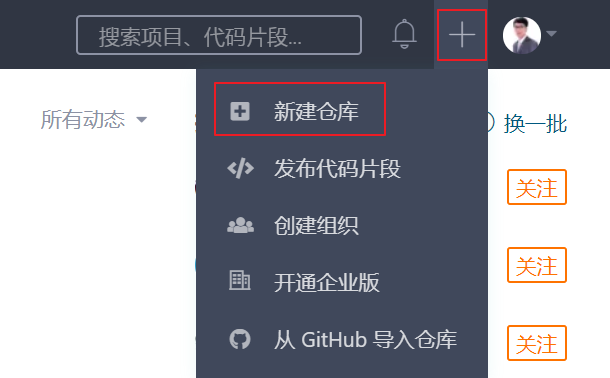 搜索项目、代码片段...
所有动态
换一批
新建仓库
发布代码片段
关注
创建组织
关注
开通企业版
从 GitHub 导入仓库
关注